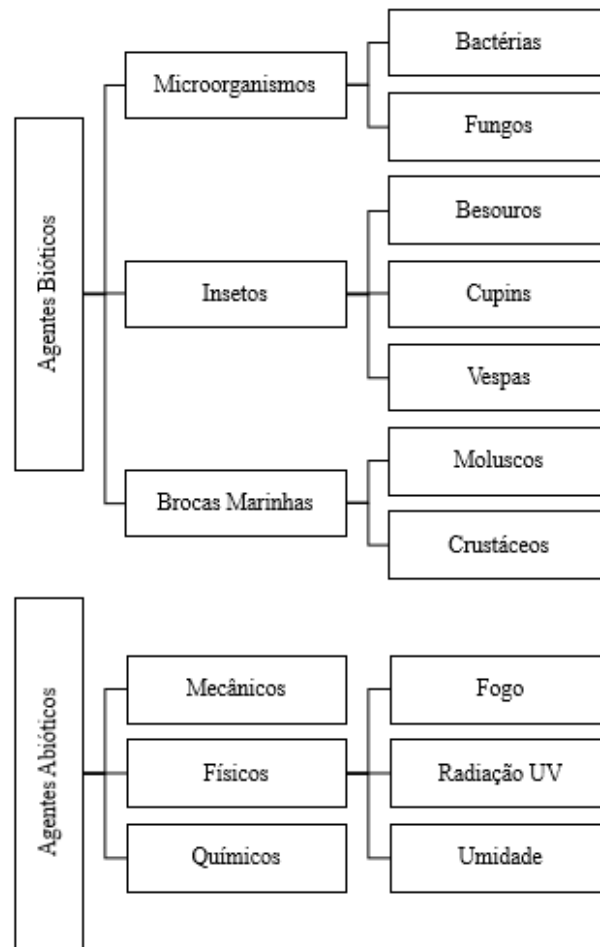 Agentes Bióticos
Microorganismos
Bactérias
Fungos
Insetos
Besouros
Cupins
Vespas
Brocas Marinhas
Moluscos
Crustáceos
Agentes Abióticos
Mecânicos
Físicos
Fogo
Radiação UV
Umidade
Químicos